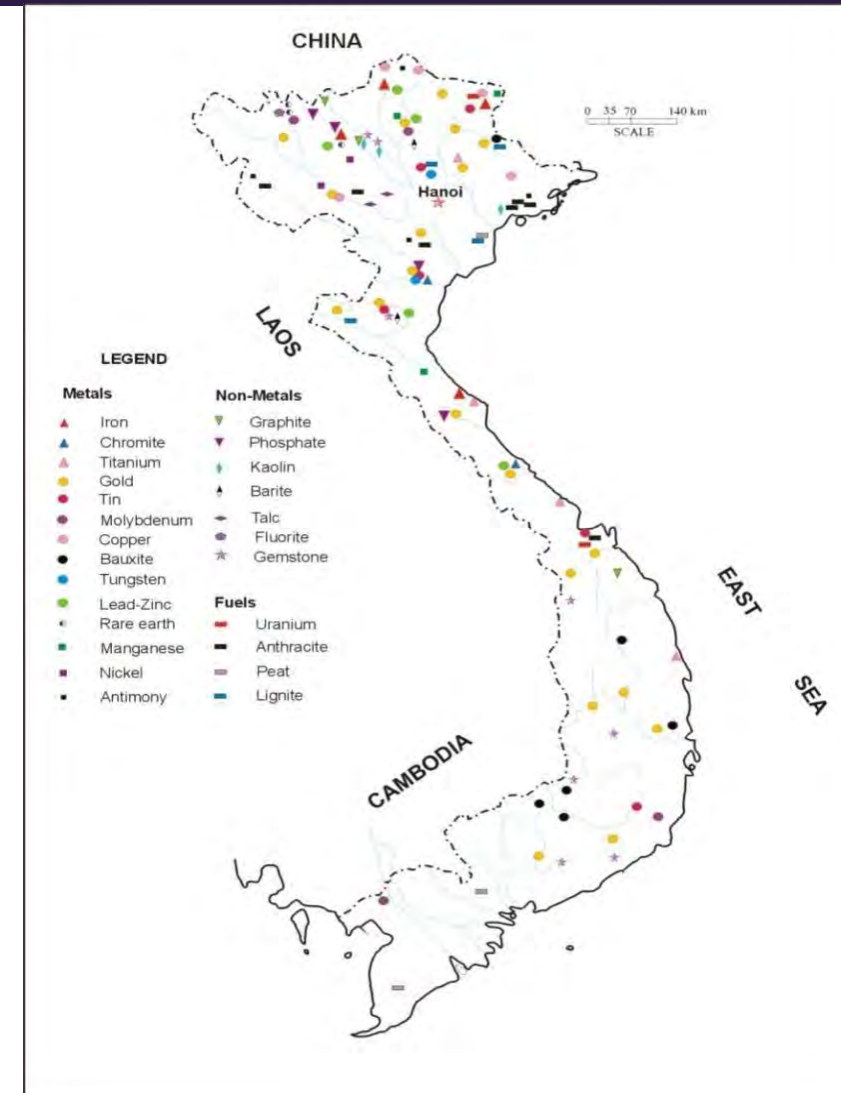 CHINA
0 35 70 140 km
SCALE
Hanoi
LAOS
LEGEND
Metals
Iron
Chromite
Titanium
Gold
Tin
Molybdenum
Copper
Bauxite
Tungsten
Lead-Zinc
Rare earth
Manganese
Nickel
Antimony
Non-Metals
Graphite
Phosphate
Kaolin
Barite
Talc
Fluorite
Gemstone
Fuels
Uranium
Anthracite
Peat
Lignite
EAST
SEA
CAMBODIA